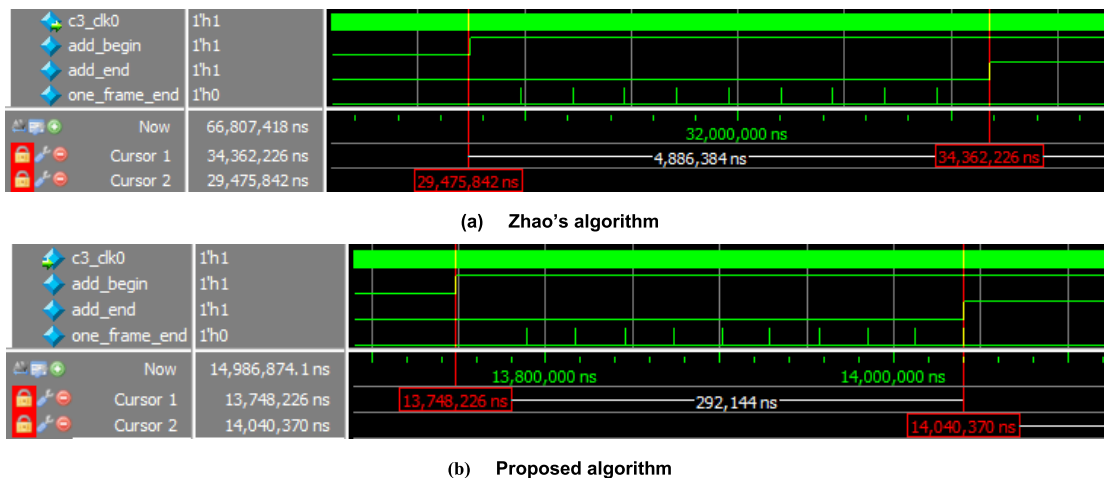 c3_clk0 1'h1
add_begin 1'h1
add_end 1'h1
one_frame_end 1'h0
Now 66,807,418 ns 32,000,000 ns
Cursor 1 34,362,226 ns 4,886,384 ns 34,362,226 ns
Cursor 2 29,475,842 ns 29,475,842 ns
(a) Zhao's algorithm
c3_clk0 1'h1
add_begin 1'h1
add_end 1'h1
one_frame_end 1'h0
Now 14,986,874.1 ns 13,800,000 ns 14,000,000 ns
Cursor 1 13,748,226 ns 13,748,226 ns 292,144 ns
Cursor 2 14,040,370 ns 14,040,370 ns
(b) Proposed algorithm